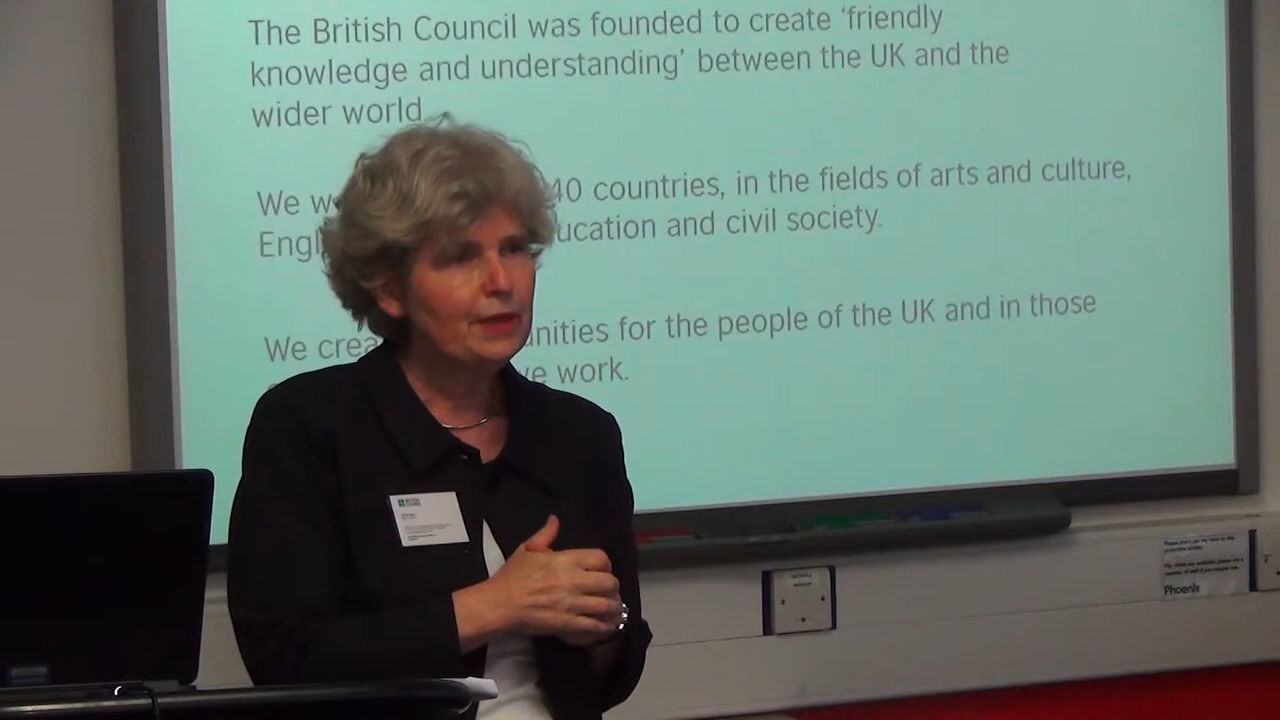 The British Council was founded to create ‘friendly
knowledge and understanding’ between the UK and the
wider world
We w 40 countries, in the fields of arts and culture,
Engl ucation and civil society.
We crea nities for the people of the UK and in those
we work.
Phoenix